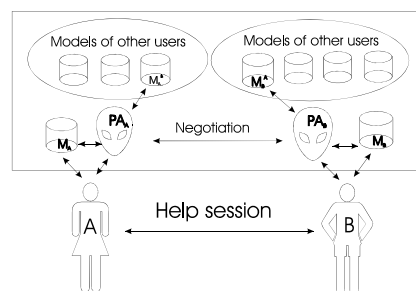 Models of other users
Models of other users
PA
PA
Negotiation
M
M
A
Help session
B